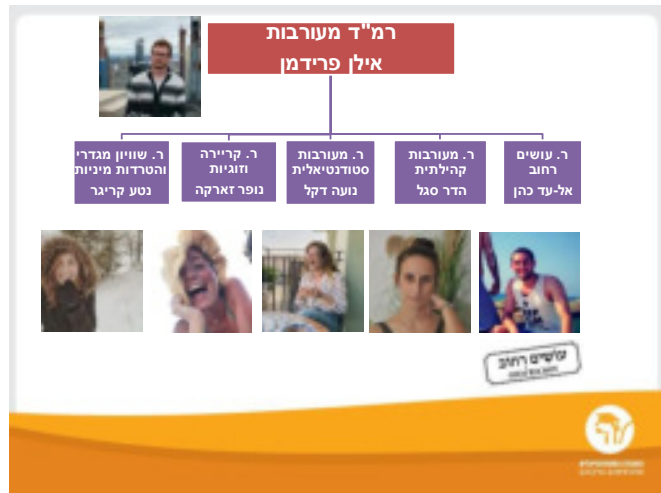 רמ"ד מעורבות
אילן פרידמן
ר. עושים
רחוב
אל-עד כהן
ר. מעורבות
קהילתית
הדר סגל
ר. מעורבות
סטודנטיאלית
נועה דקל
ר. קריירה
וזוגיות
נופר זארקה
ר. שוויון מגדרי
והטרדות מיניות
נטע קריגר
עושים רחוב